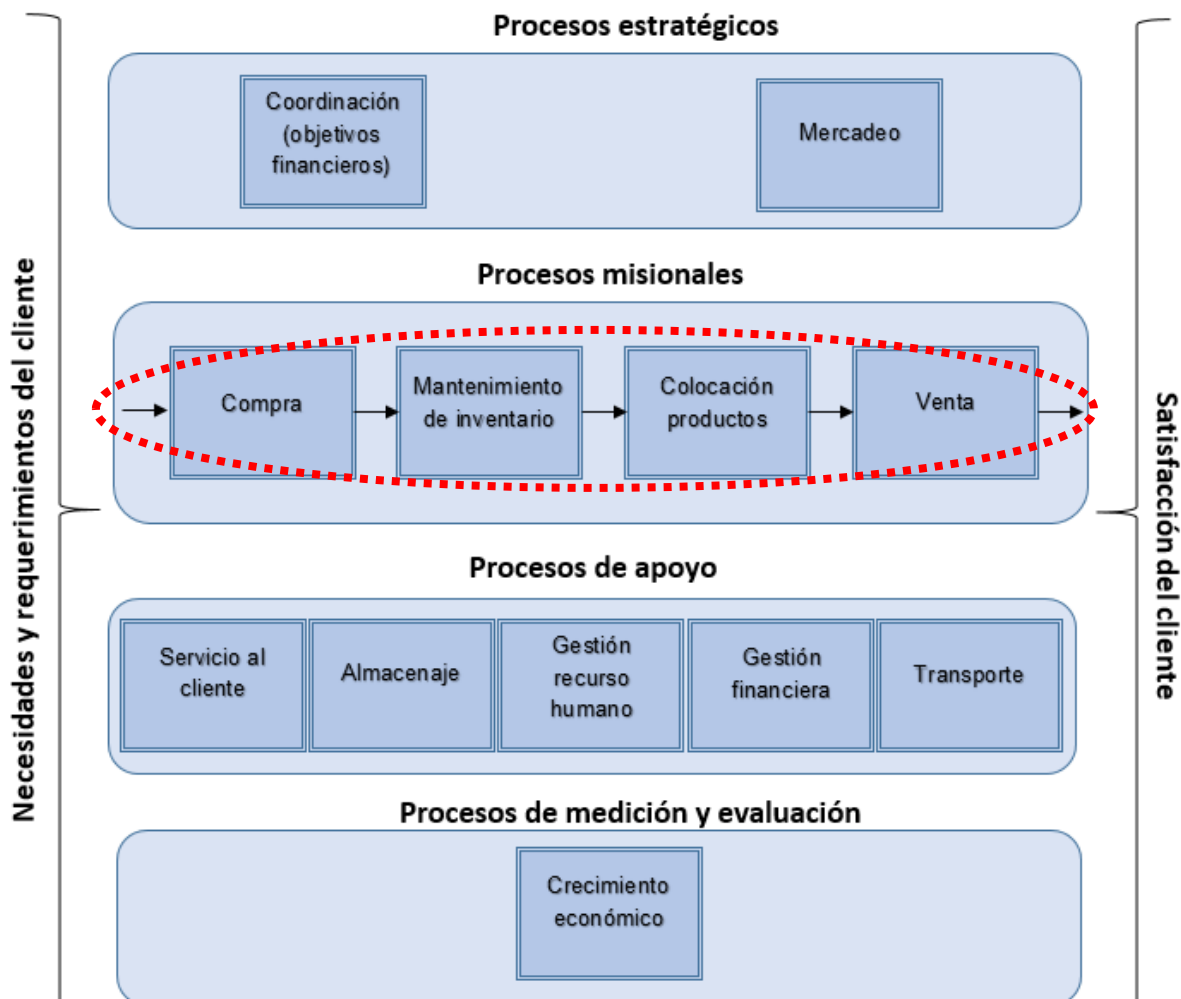 Procesos estratégicos
Coordinación
(objetivos
financieros)
Mercadeo
Necesidades y requerimientos del cliente
Procesos misionales
Compra
Mantenimiento
de inventario
Colocación
productos
Venta
Satisfacción del cliente
Procesos de apoyo
Servicio al
cliente
Almacenaje
Gestión
recurso
humano
Gestión
financiera
Transporte
Procesos de medición y evaluación
Crecimiento
económico